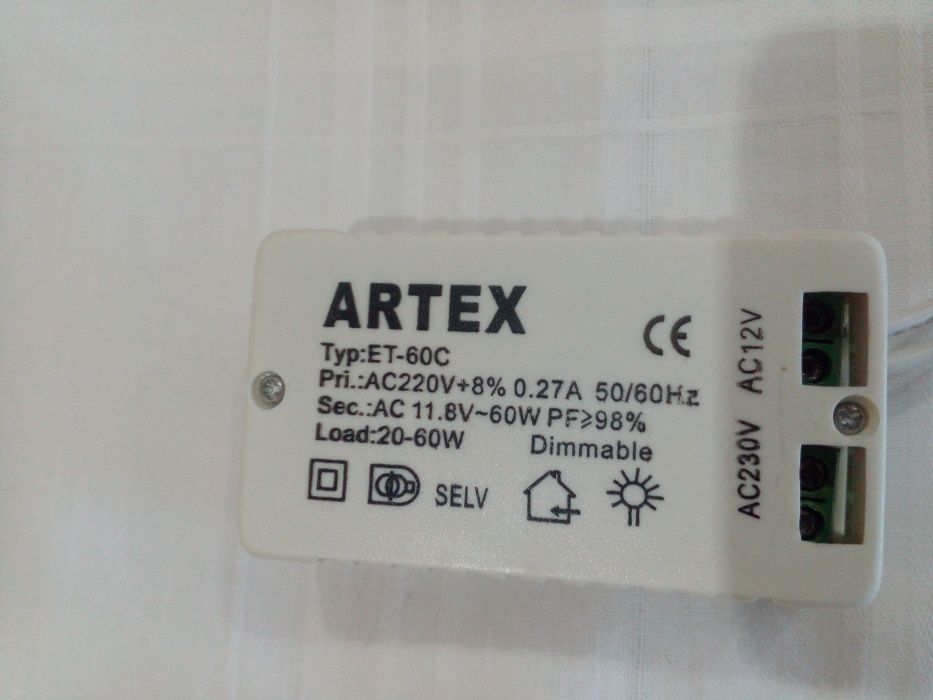 ARTEX
Typ:ET-60C
Pri.:AC220V+8% 0.27A 50/60Hz
Sec.:AC 11.8V~60W PF≥98%
Load:20-60W Dimmable
SELV
CE
AC12V
AC230V